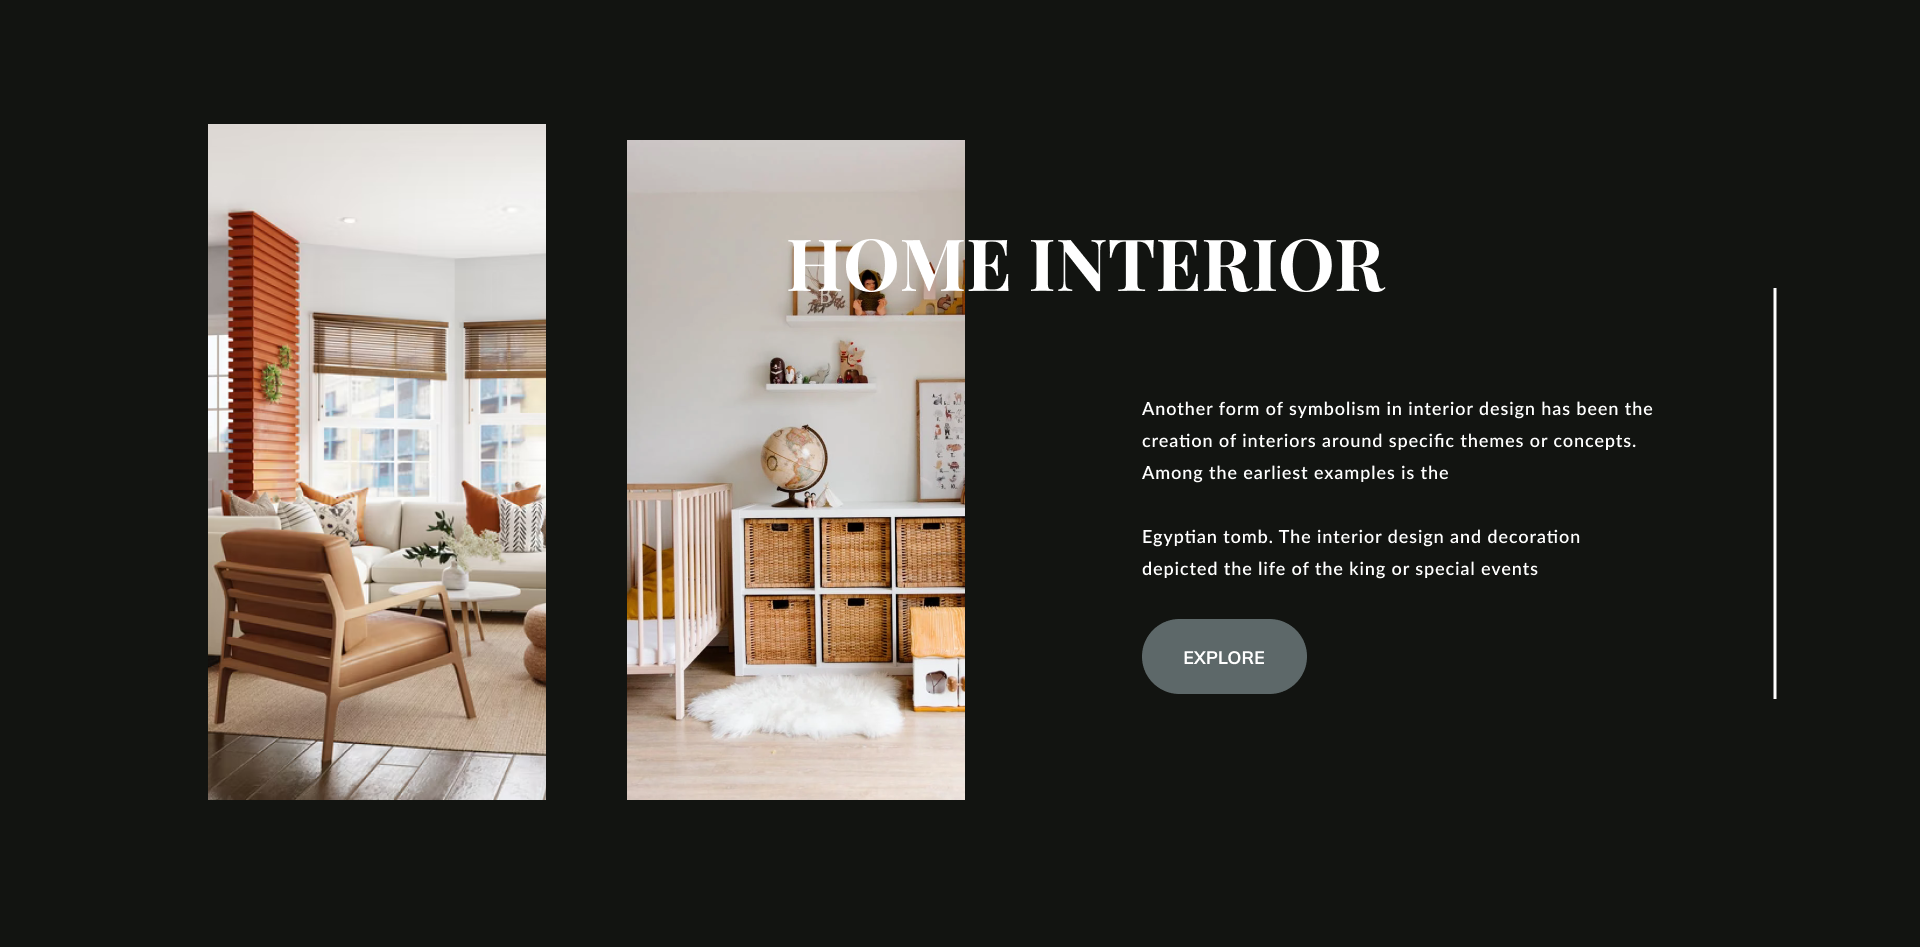 HOME INTERIOR
Another form of symbolism in interior design has been the
creation of interiors around specific themes or concepts.
Among the earliest examples is the
Egyptian tomb. The interior design and decoration
depicted the life of the king or special events
EXPLORE